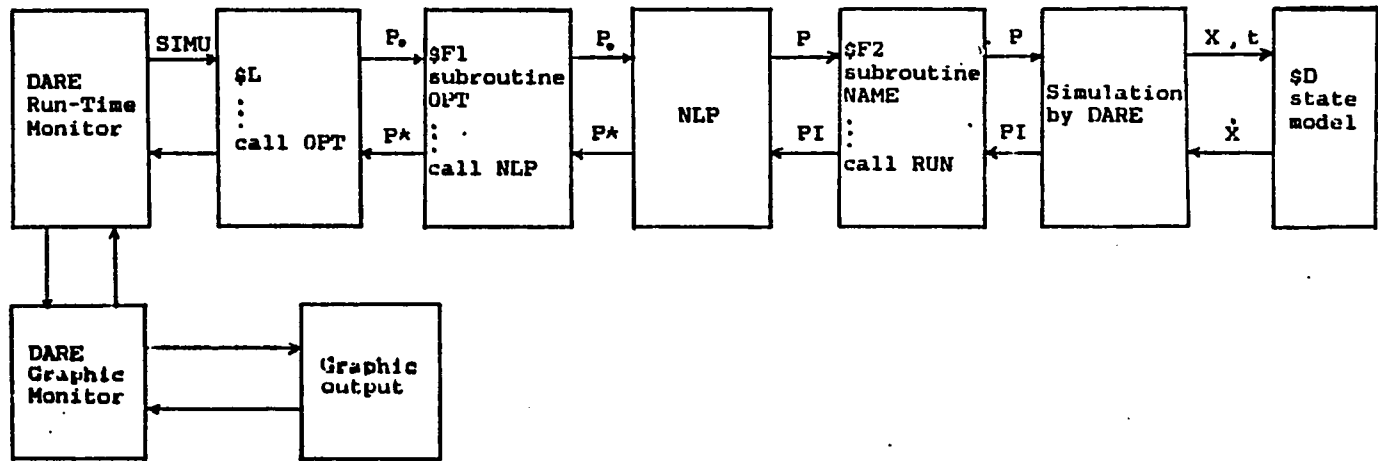 DARE
Run-Time
Monitor
SIMU
$L
⋮
call OPT
P₀
P*
$F1
subroutine
OPT
⋮
call NLP
P₀
P*
NLP
P
PI
$F2
subroutine
NAME
⋮
call RUN
P
PI
Simulation
by DARE
X, t
Ẋ
$D
state
model
DARE
Graphic
Monitor
Graphic
output